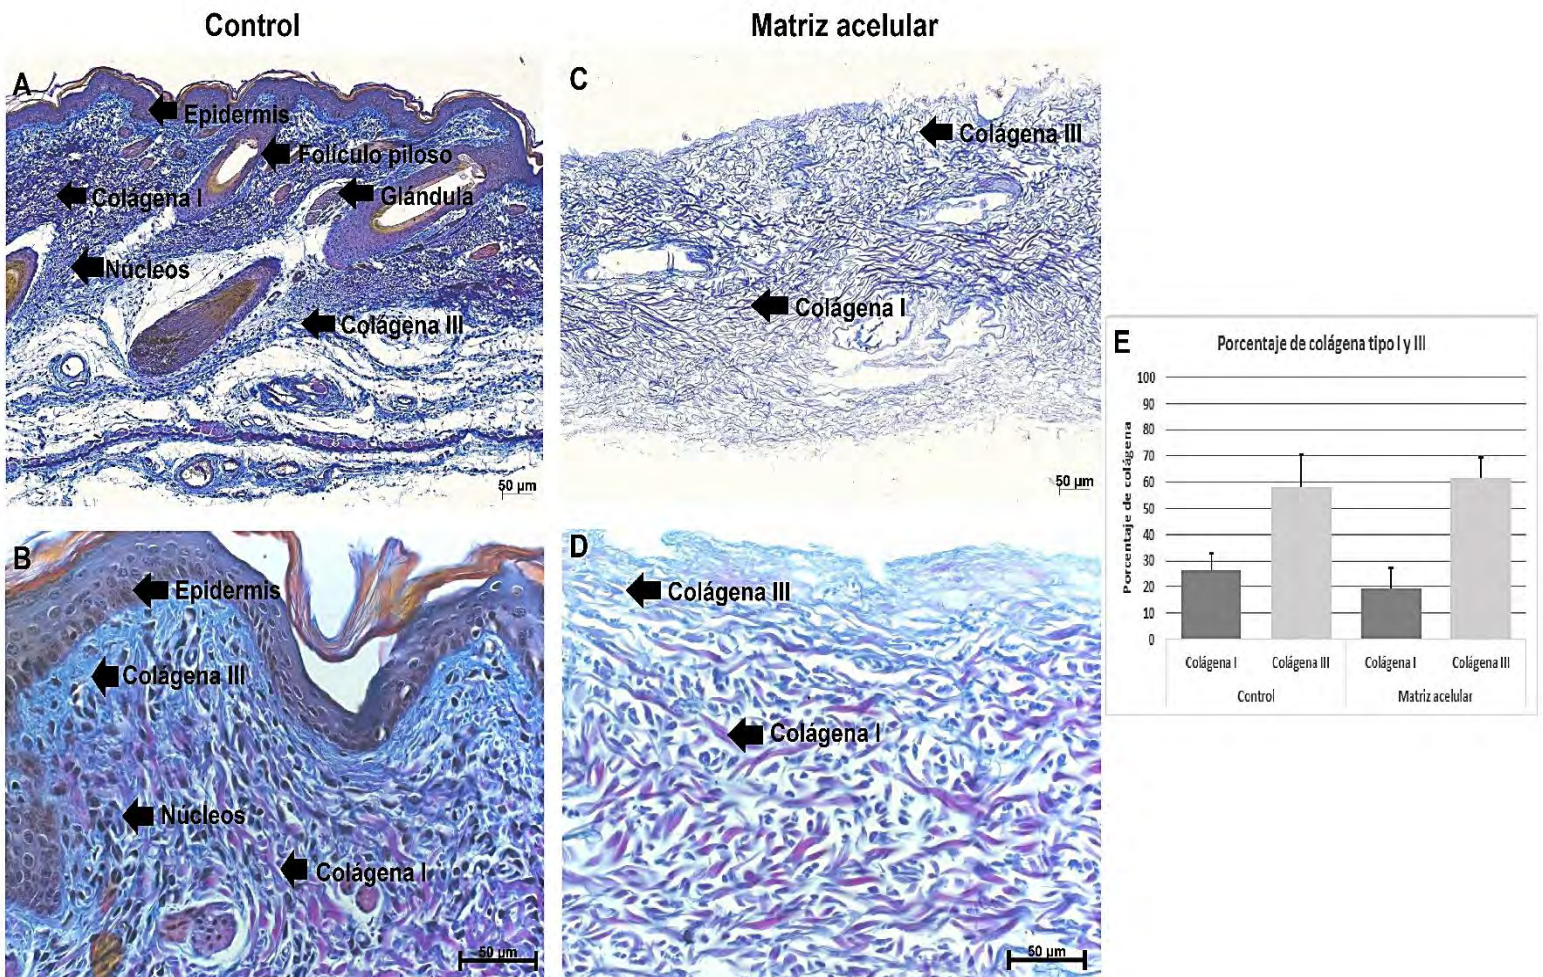 Control
Matriz acelular
A
Epidermis
Folículo piloso
Colágena I
Glándula
Núcleos
Colágena III
50 µm
C
Colágena III
Colágena I
50 µm
B
Epidermis
Colágena III
Núcleos
Colágena I
50 µm
D
Colágena III
Colágena I
50 µm
E
Porcentaje de colágena tipo I y III
Porcentaje de colágena
100
90
80
70
60
50
40
30
20
10
0
Colágena I
Colágena III
Colágena I
Colágena III
Control
Matriz acelular